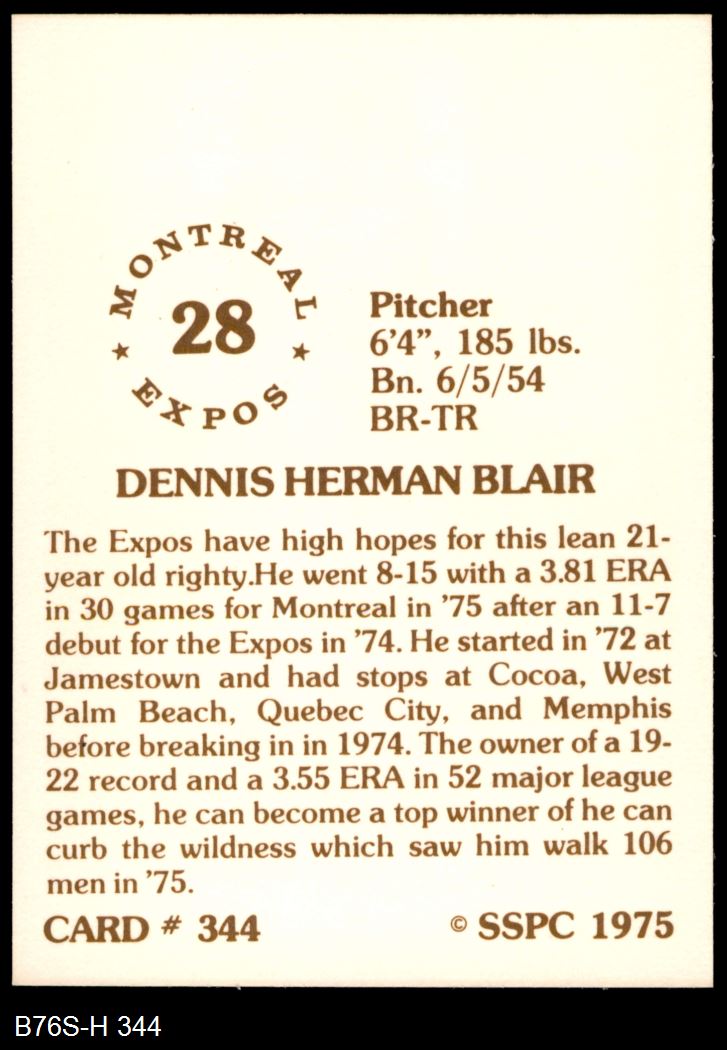 MONTREAL
28
EXPOS
Pitcher
6'4", 185 lbs.
Bn. 6/5/54
BR-TR
DENNIS HERMAN BLAIR
The Expos have high hopes for this lean 21-
year old righty.He went 8-15 with a 3.81 ERA
in 30 games for Montreal in '75 after an 11-7
debut for the Expos in '74. He started in '72 at
Jamestown and had stops at Cocoa, West
Palm Beach, Quebec City, and Memphis
before breaking in in 1974. The owner of a 19-
22 record and a 3.55 ERA in 52 major league
games, he can become a top winner of he can
curb the wildness which saw him walk 106
men in '75.
CARD # 344 © SSPC 1975
B76S-H 344